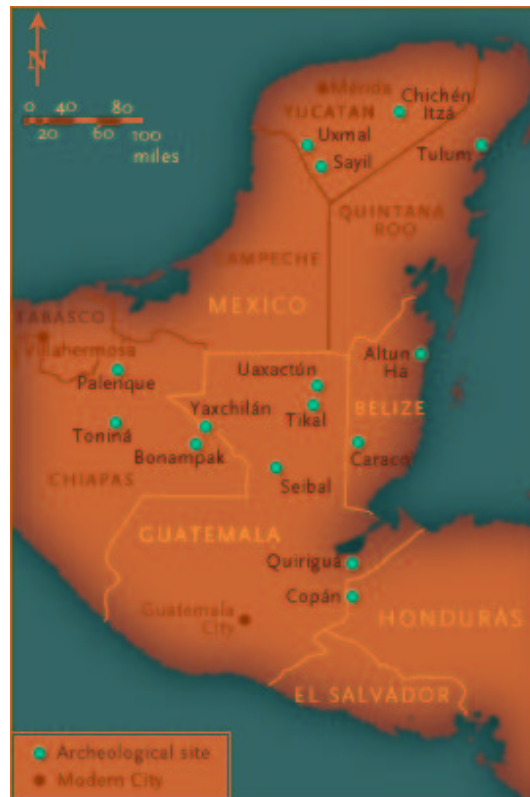 N
0 40 80
20 60 100
miles
Mérida
Chichén
Itzá
YUCATAN
Uxmal
Sayil
Tulum
QUINTANA
ROO
CAMPECHE
MEXICO
TABASCO
Villahermosa
Palenque
Uaxactún
Altun
Ha
Tikal
BELIZE
Yaxchilán
Toniná
Bonampak
Caracol
CHIAPAS
Seibal
GUATEMALA
Quiriguá
Copán
Guatemala
City
HONDURAS
EL SALVADOR
Archeological site
Modern City